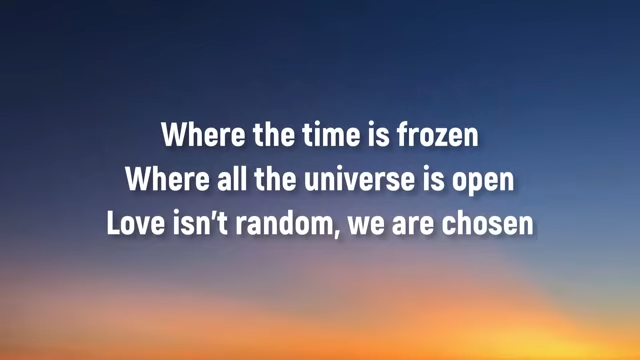 Where the time is frozen
Where all the universe is open
Love isn't random, we are chosen